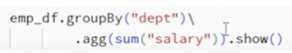 emp_df.groupBy("dept")\
.agg(sum("salary")).show()